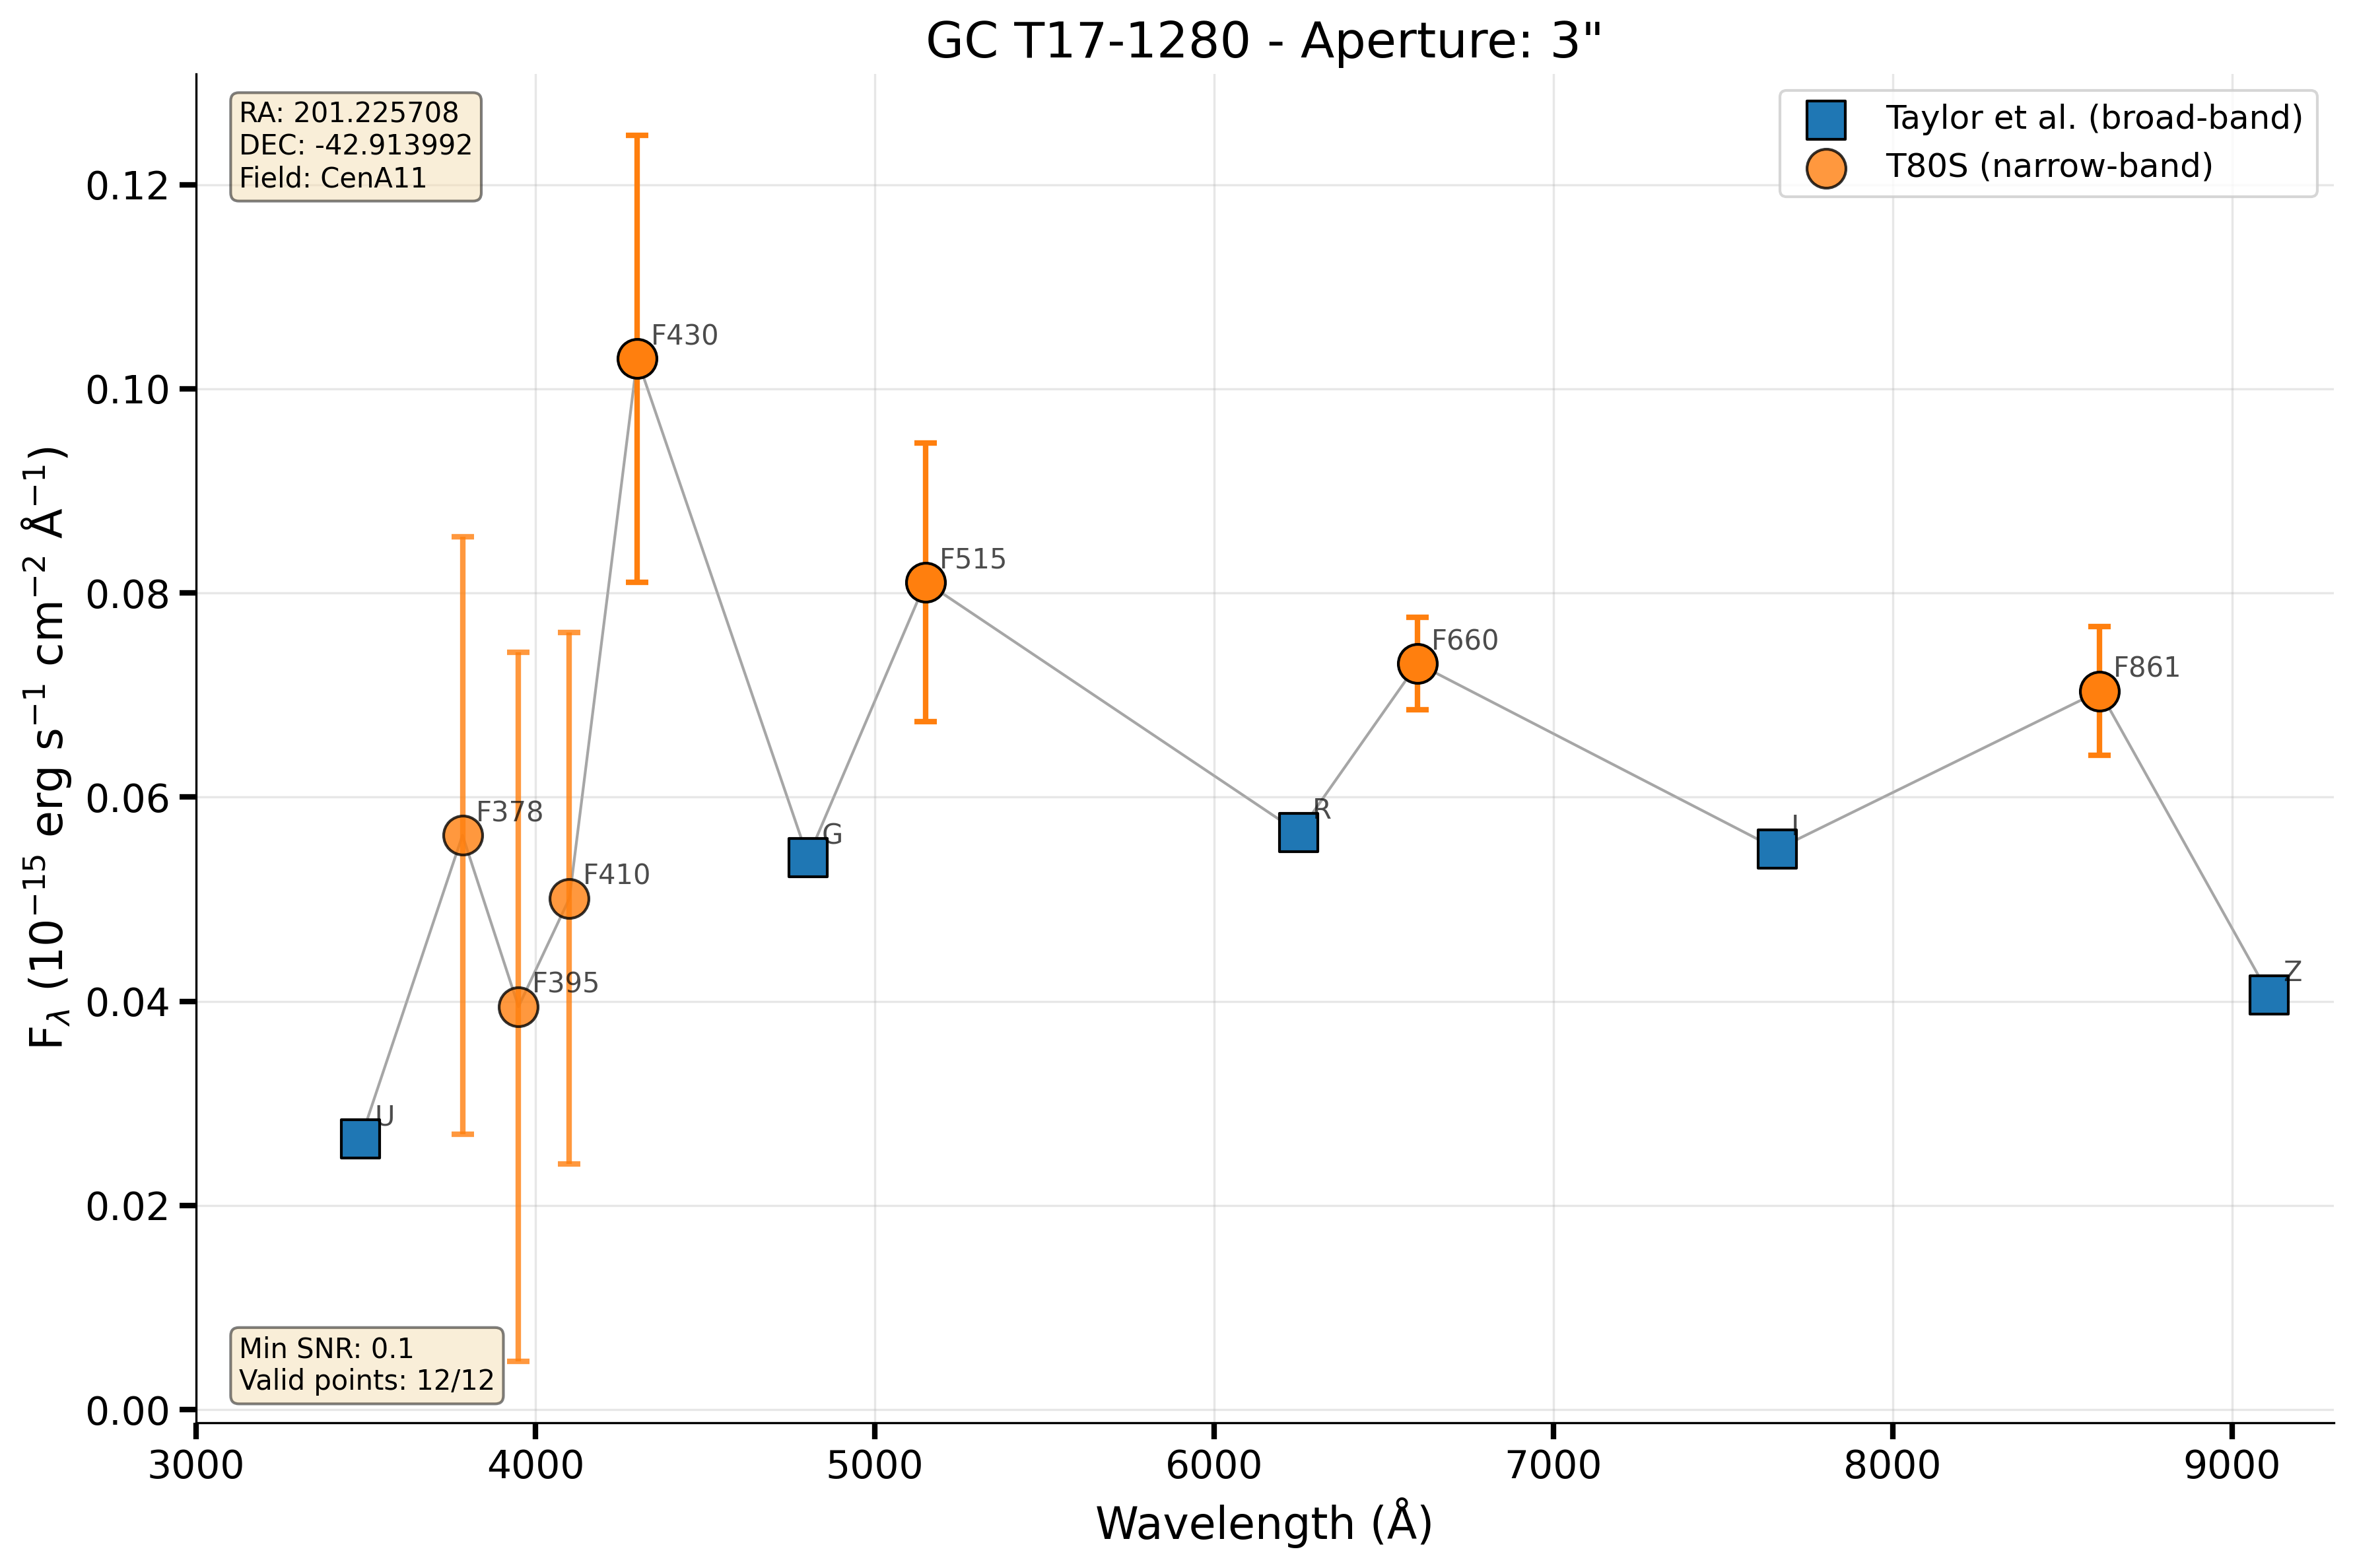 GC T17-1280 - Aperture: 3"
RA: 201.225708
DEC: -42.913992
Field: CenA11
Taylor et al. (broad-band)
T80S (narrow-band)
0.12
0.10
0.08
0.06
0.04
0.02
0.00
F_λ (10⁻¹⁵ erg s⁻¹ cm⁻² Å⁻¹)
F430
F515
F660
F861
F378
G
R
I
F410
F395
Z
U
Min SNR: 0.1
Valid points: 12/12
3000 4000 5000 6000 7000 8000 9000
Wavelength (Å)